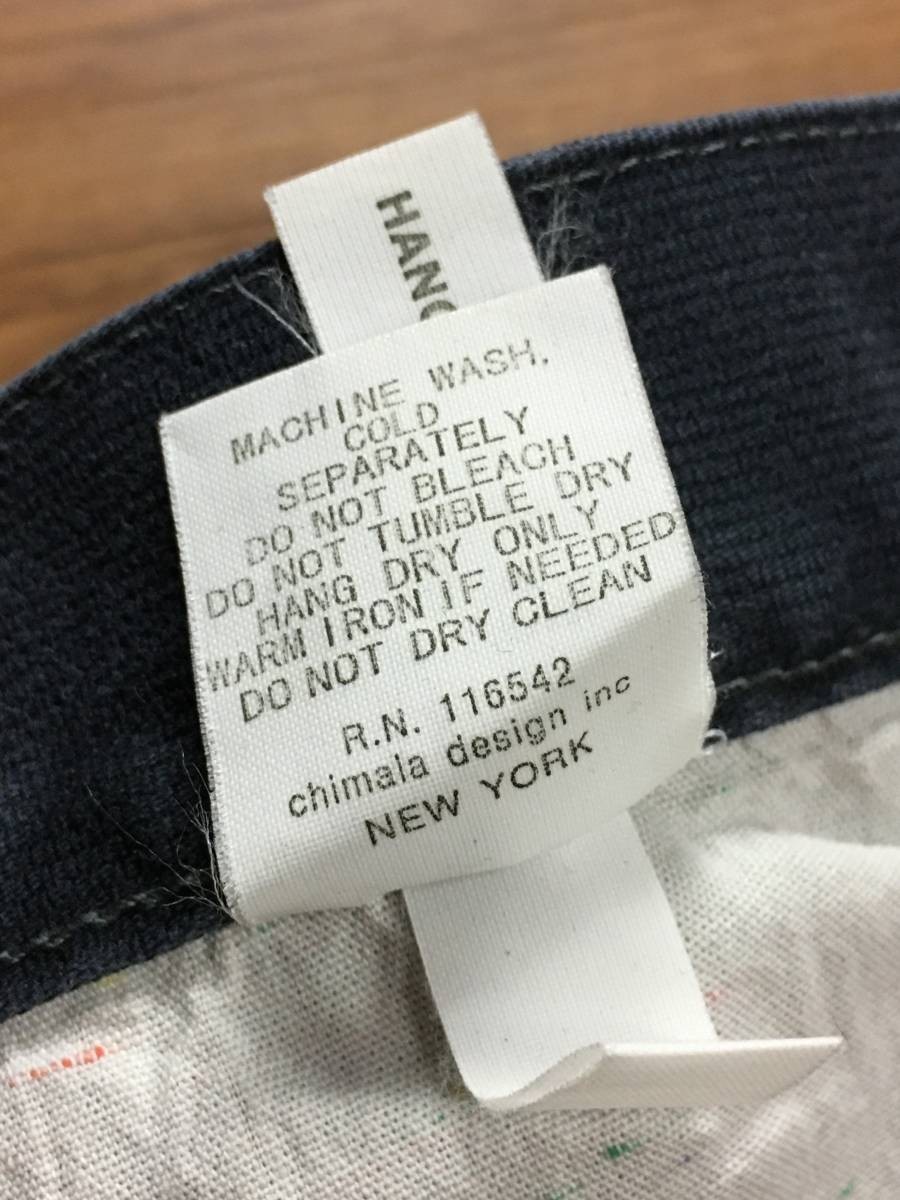 HANG
MACHINE WASH.
COLD
SEPARATELY
DO NOT BLEACH
DO NOT TUMBLE DRY
HANG DRY ONLY
WARM IRON IF NEEDED
DO NOT DRY CLEAN
R.N. 116542
chimala design inc
NEW YORK